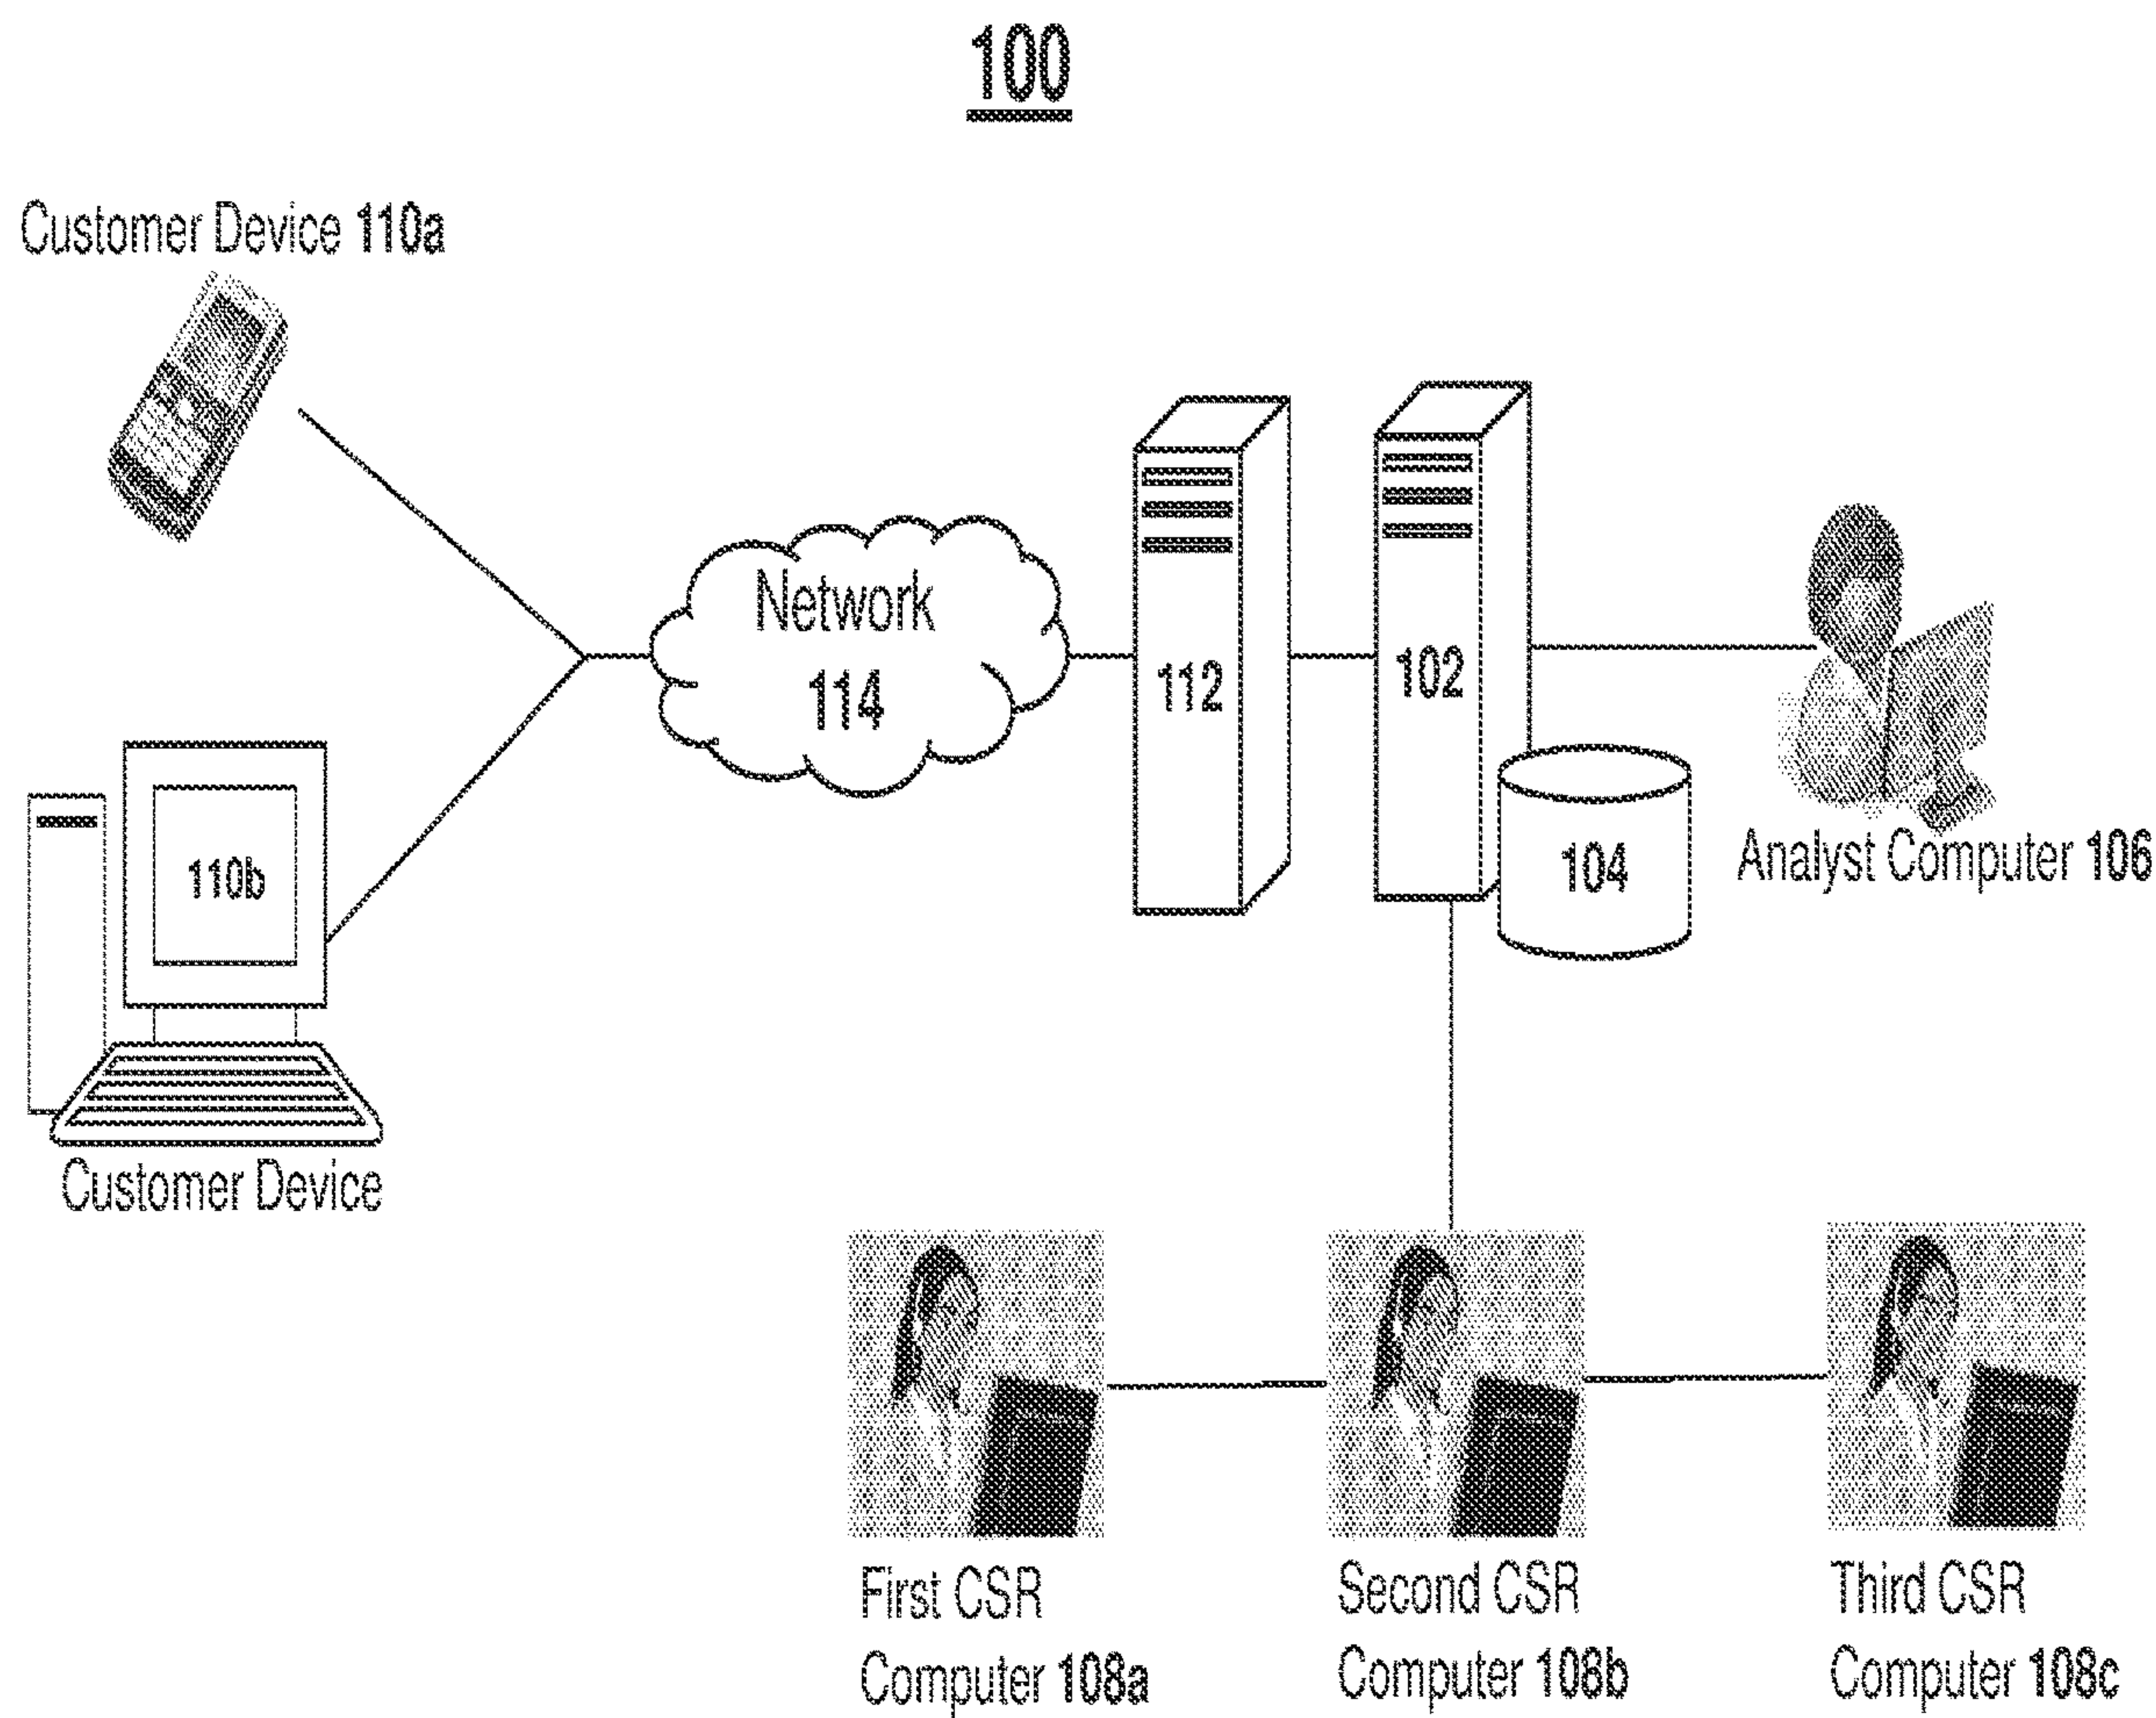 100
Customer Device 110a
Network
114
112
102
104
Analyst Computer 106
110b
Customer Device
First CSR
Computer 108a
Second CSR
Computer 108b
Third CSR
Computer 108c